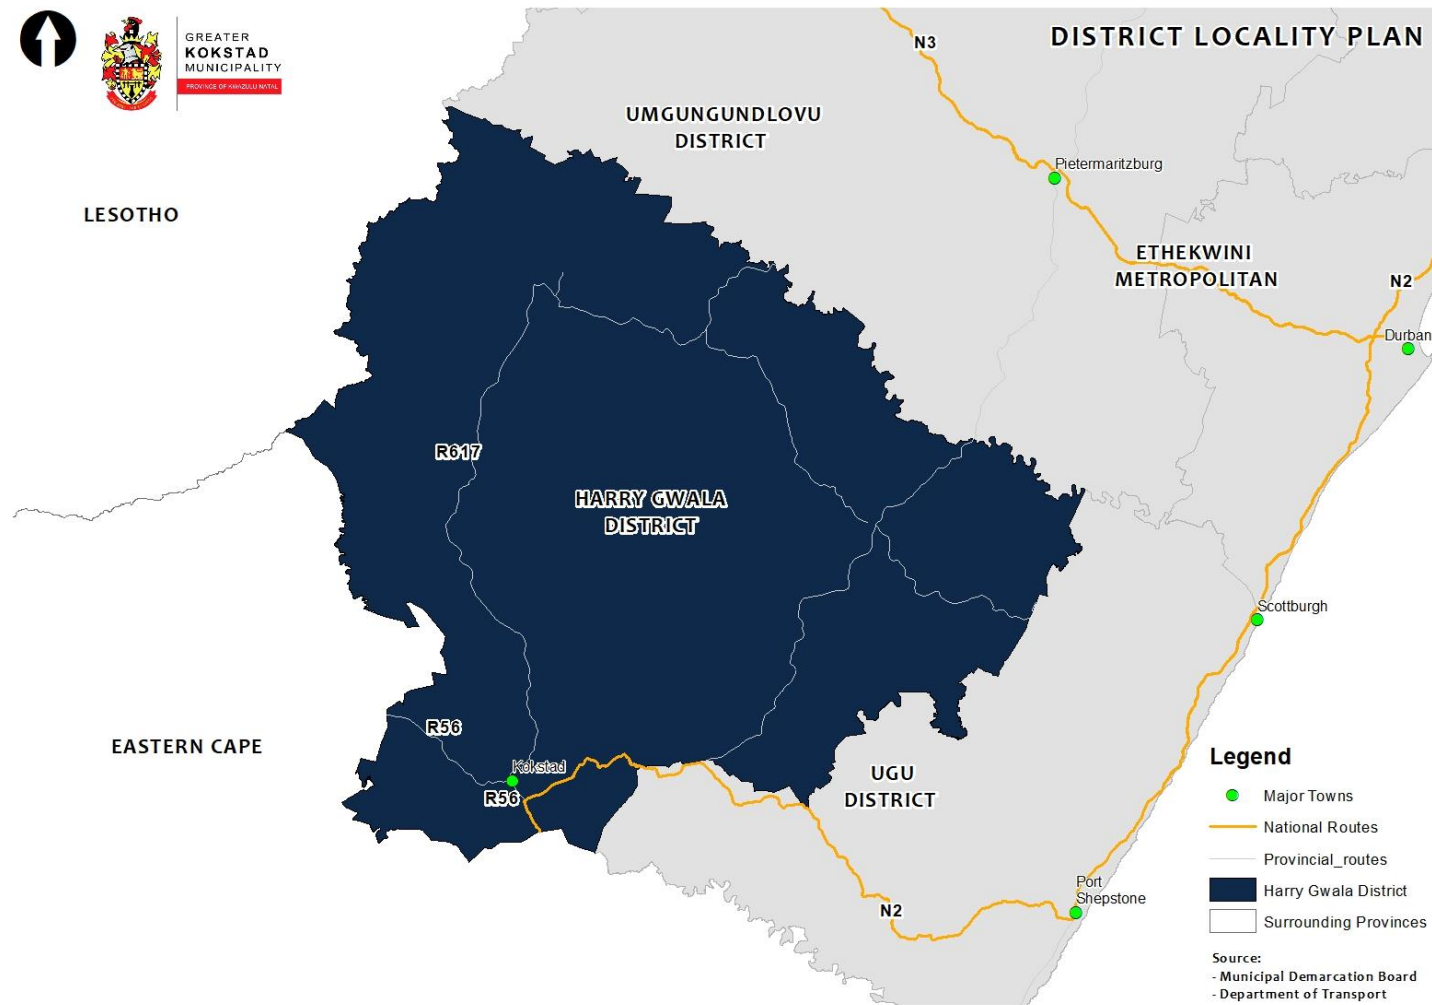 GREATER
KOKSTAD
MUNICIPALITY
PROVINCE OF KWAZULU NATAL
DISTRICT LOCALITY PLAN
N3
UMGUNGUNDLOVU
DISTRICT
Pietermaritzburg
LESOTHO
ETHEKWINI
METROPOLITAN
N2
Durban
R617
HARRY GWALA
DISTRICT
Scottburgh
R56
EASTERN CAPE
Kokstad
R56
UGU
DISTRICT
Port
Shepstone
N2
Legend
Major Towns
National Routes
Provincial_routes
Harry Gwala District
Surrounding Provinces
Source:
- Municipal Demarcation Board
- Department of Transport